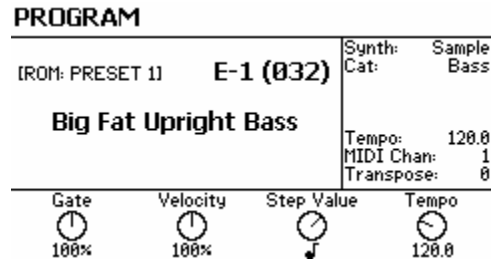 PROGRAM
[ROM: PRESET 1] E-1 (032)
Big Fat Upright Bass
Synth: Sample
Cat: Bass
Tempo: 120.0
MIDI Chan: 1
Transpose: 0
Gate Velocity Step Value Tempo
100% 100% 120.0